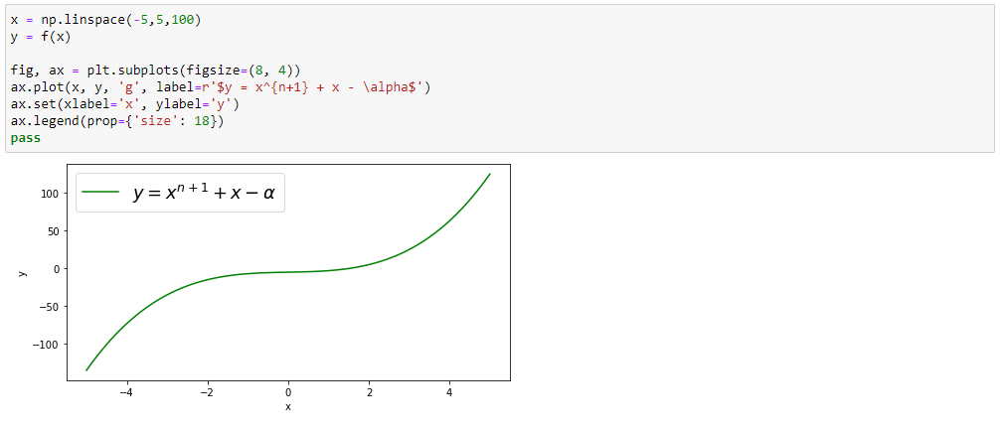 x = np.linspace(-5,5,100)
y = f(x)
fig, ax = plt.subplots(figsize=(8, 4))
ax.plot(x, y, 'g', label=r'$y = x^{n+1} + x - \alpha$')
ax.set(xlabel='x', ylabel='y')
ax.legend(prop={'size': 18})
pass
y = xⁿ⁺¹ + x − α
100
50
0
−50
−100
y
−4 −2 0 2 4
x